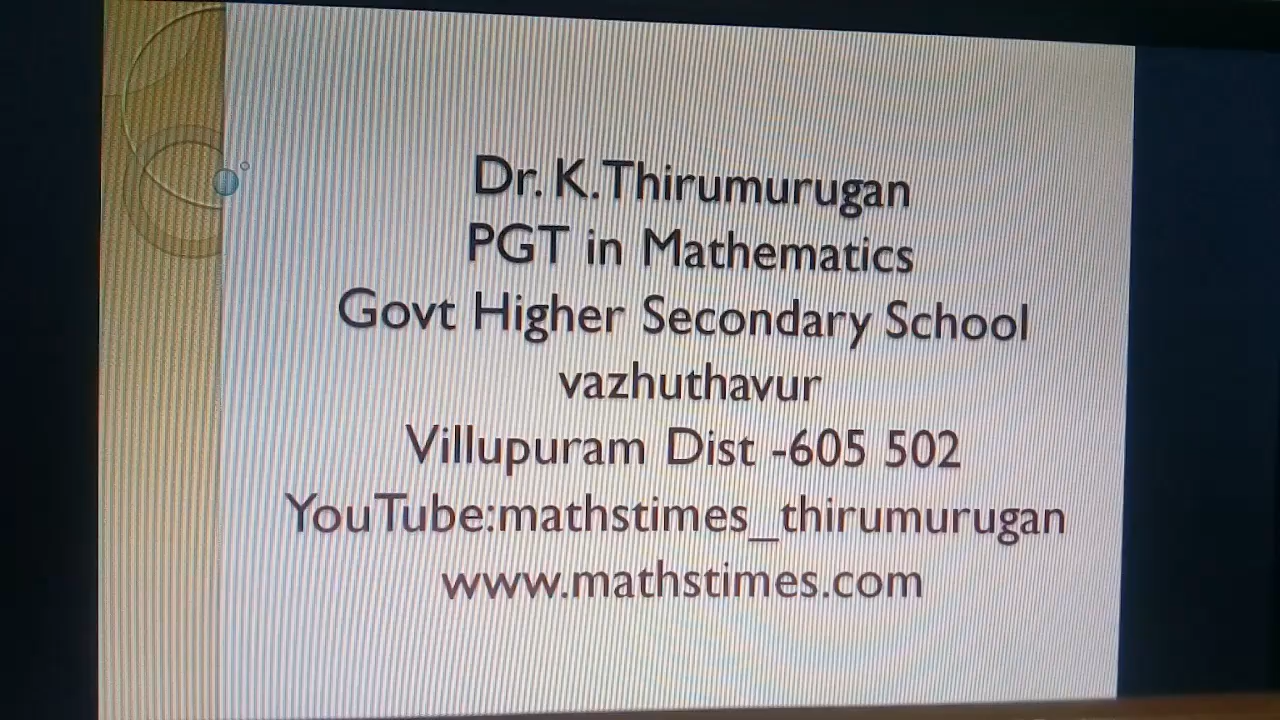 Dr. K.Thirumurugan
PGT in Mathematics
Govt Higher Secondary School
vazhuthavur
Villupuram Dist -605 502
YouTube:mathstimes_thirumurugan
www.mathstimes.com